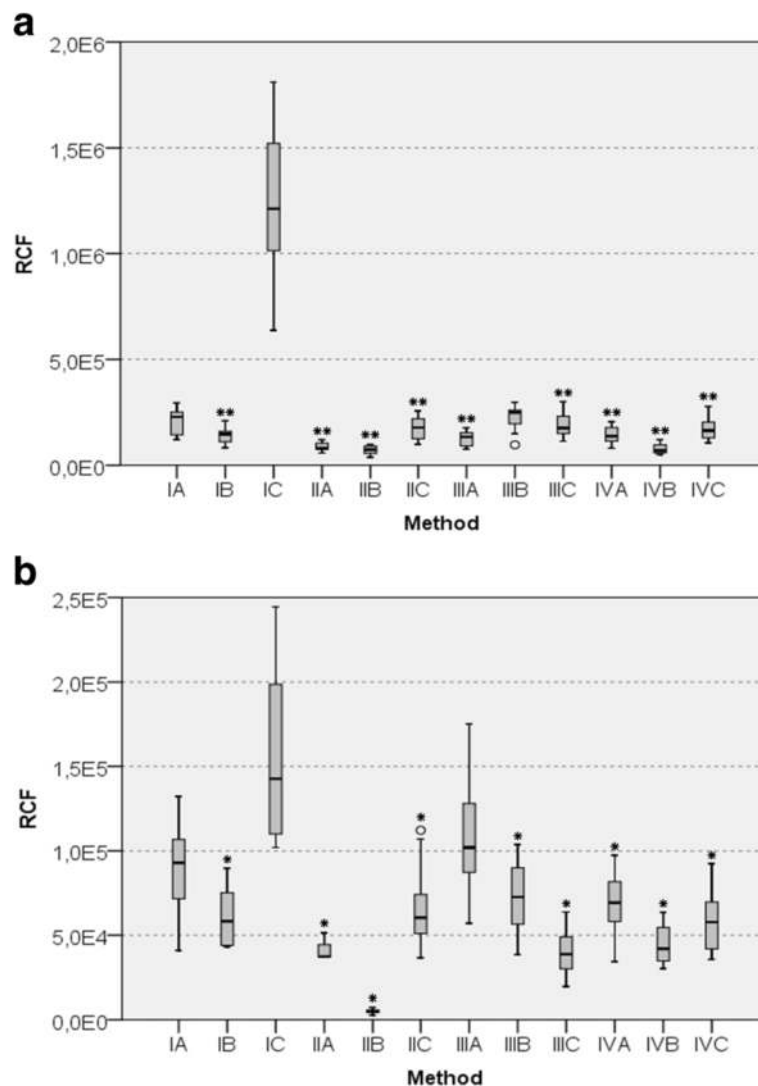 a
2,0E6
1,5E6
1,0E6
5,0E5
0,0E0
RCF
** ** ** ** ** ** ** ** **
IA IB IC IIA IIB IIC IIIA IIIB IIIC IVA IVB IVC
Method
b
2,5E5
2,0E5
1,5E5
1,0E5
5,0E4
0,0E0
RCF
* * * * * * * * *
IA IB IC IIA IIB IIC IIIA IIIB IIIC IVA IVB IVC
Method